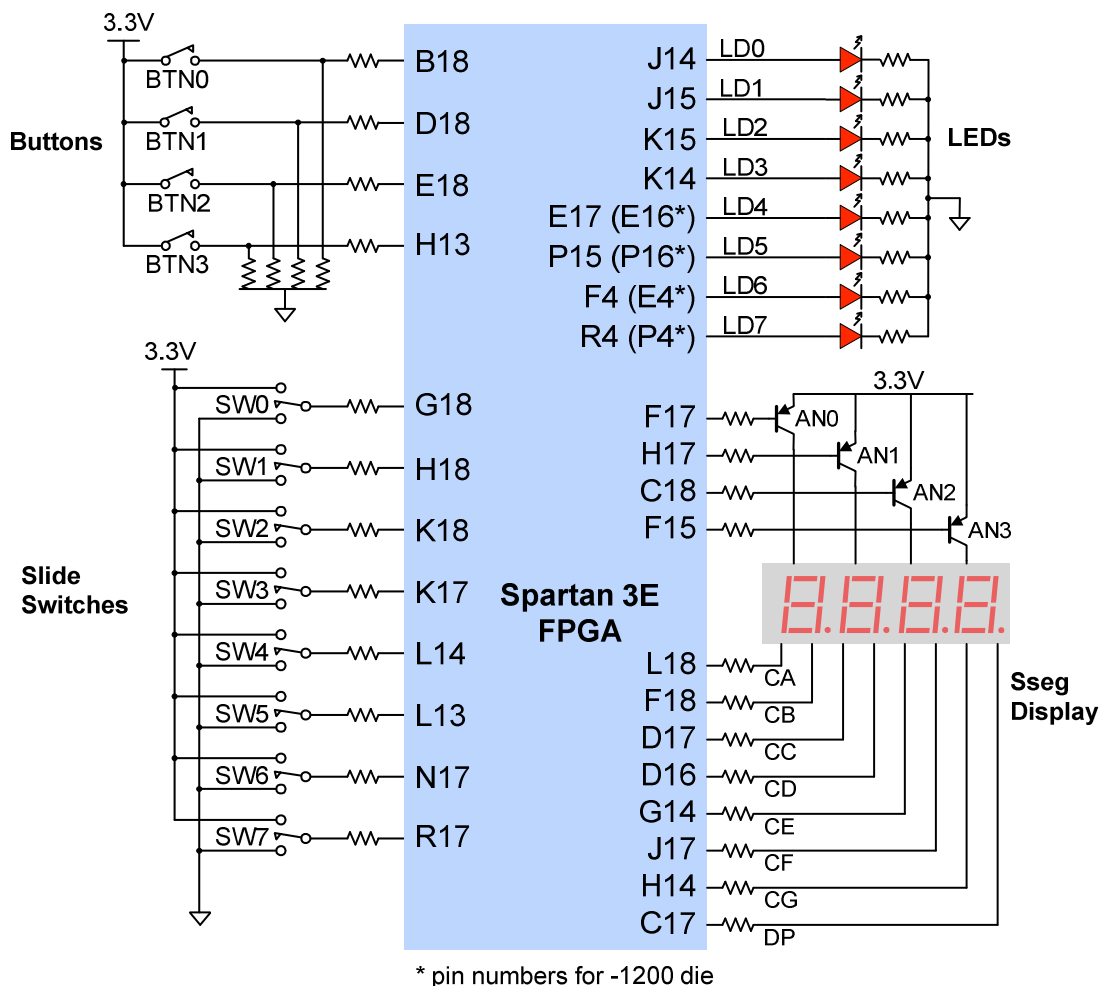 3.3V
BTN0
BTN1
BTN2
BTN3
Buttons
B18
D18
E18
H13
3.3V
SW0
SW1
SW2
SW3
SW4
SW5
SW6
SW7
Slide
Switches
G18
H18
K18
K17
L14
L13
N17
R17
Spartan 3E
FPGA
J14
J15
K15
K14
E17 (E16*)
P15 (P16*)
F4 (E4*)
R4 (P4*)
LD0
LD1
LD2
LD3
LD4
LD5
LD6
LD7
LEDs
3.3V
F17
H17
C18
F15
AN0
AN1
AN2
AN3
8.8.8.8.
L18
F18
D17
D16
G14
J17
H14
C17
CA
CB
CC
CD
CE
CF
CG
DP
Sseg
Display
* pin numbers for -1200 die